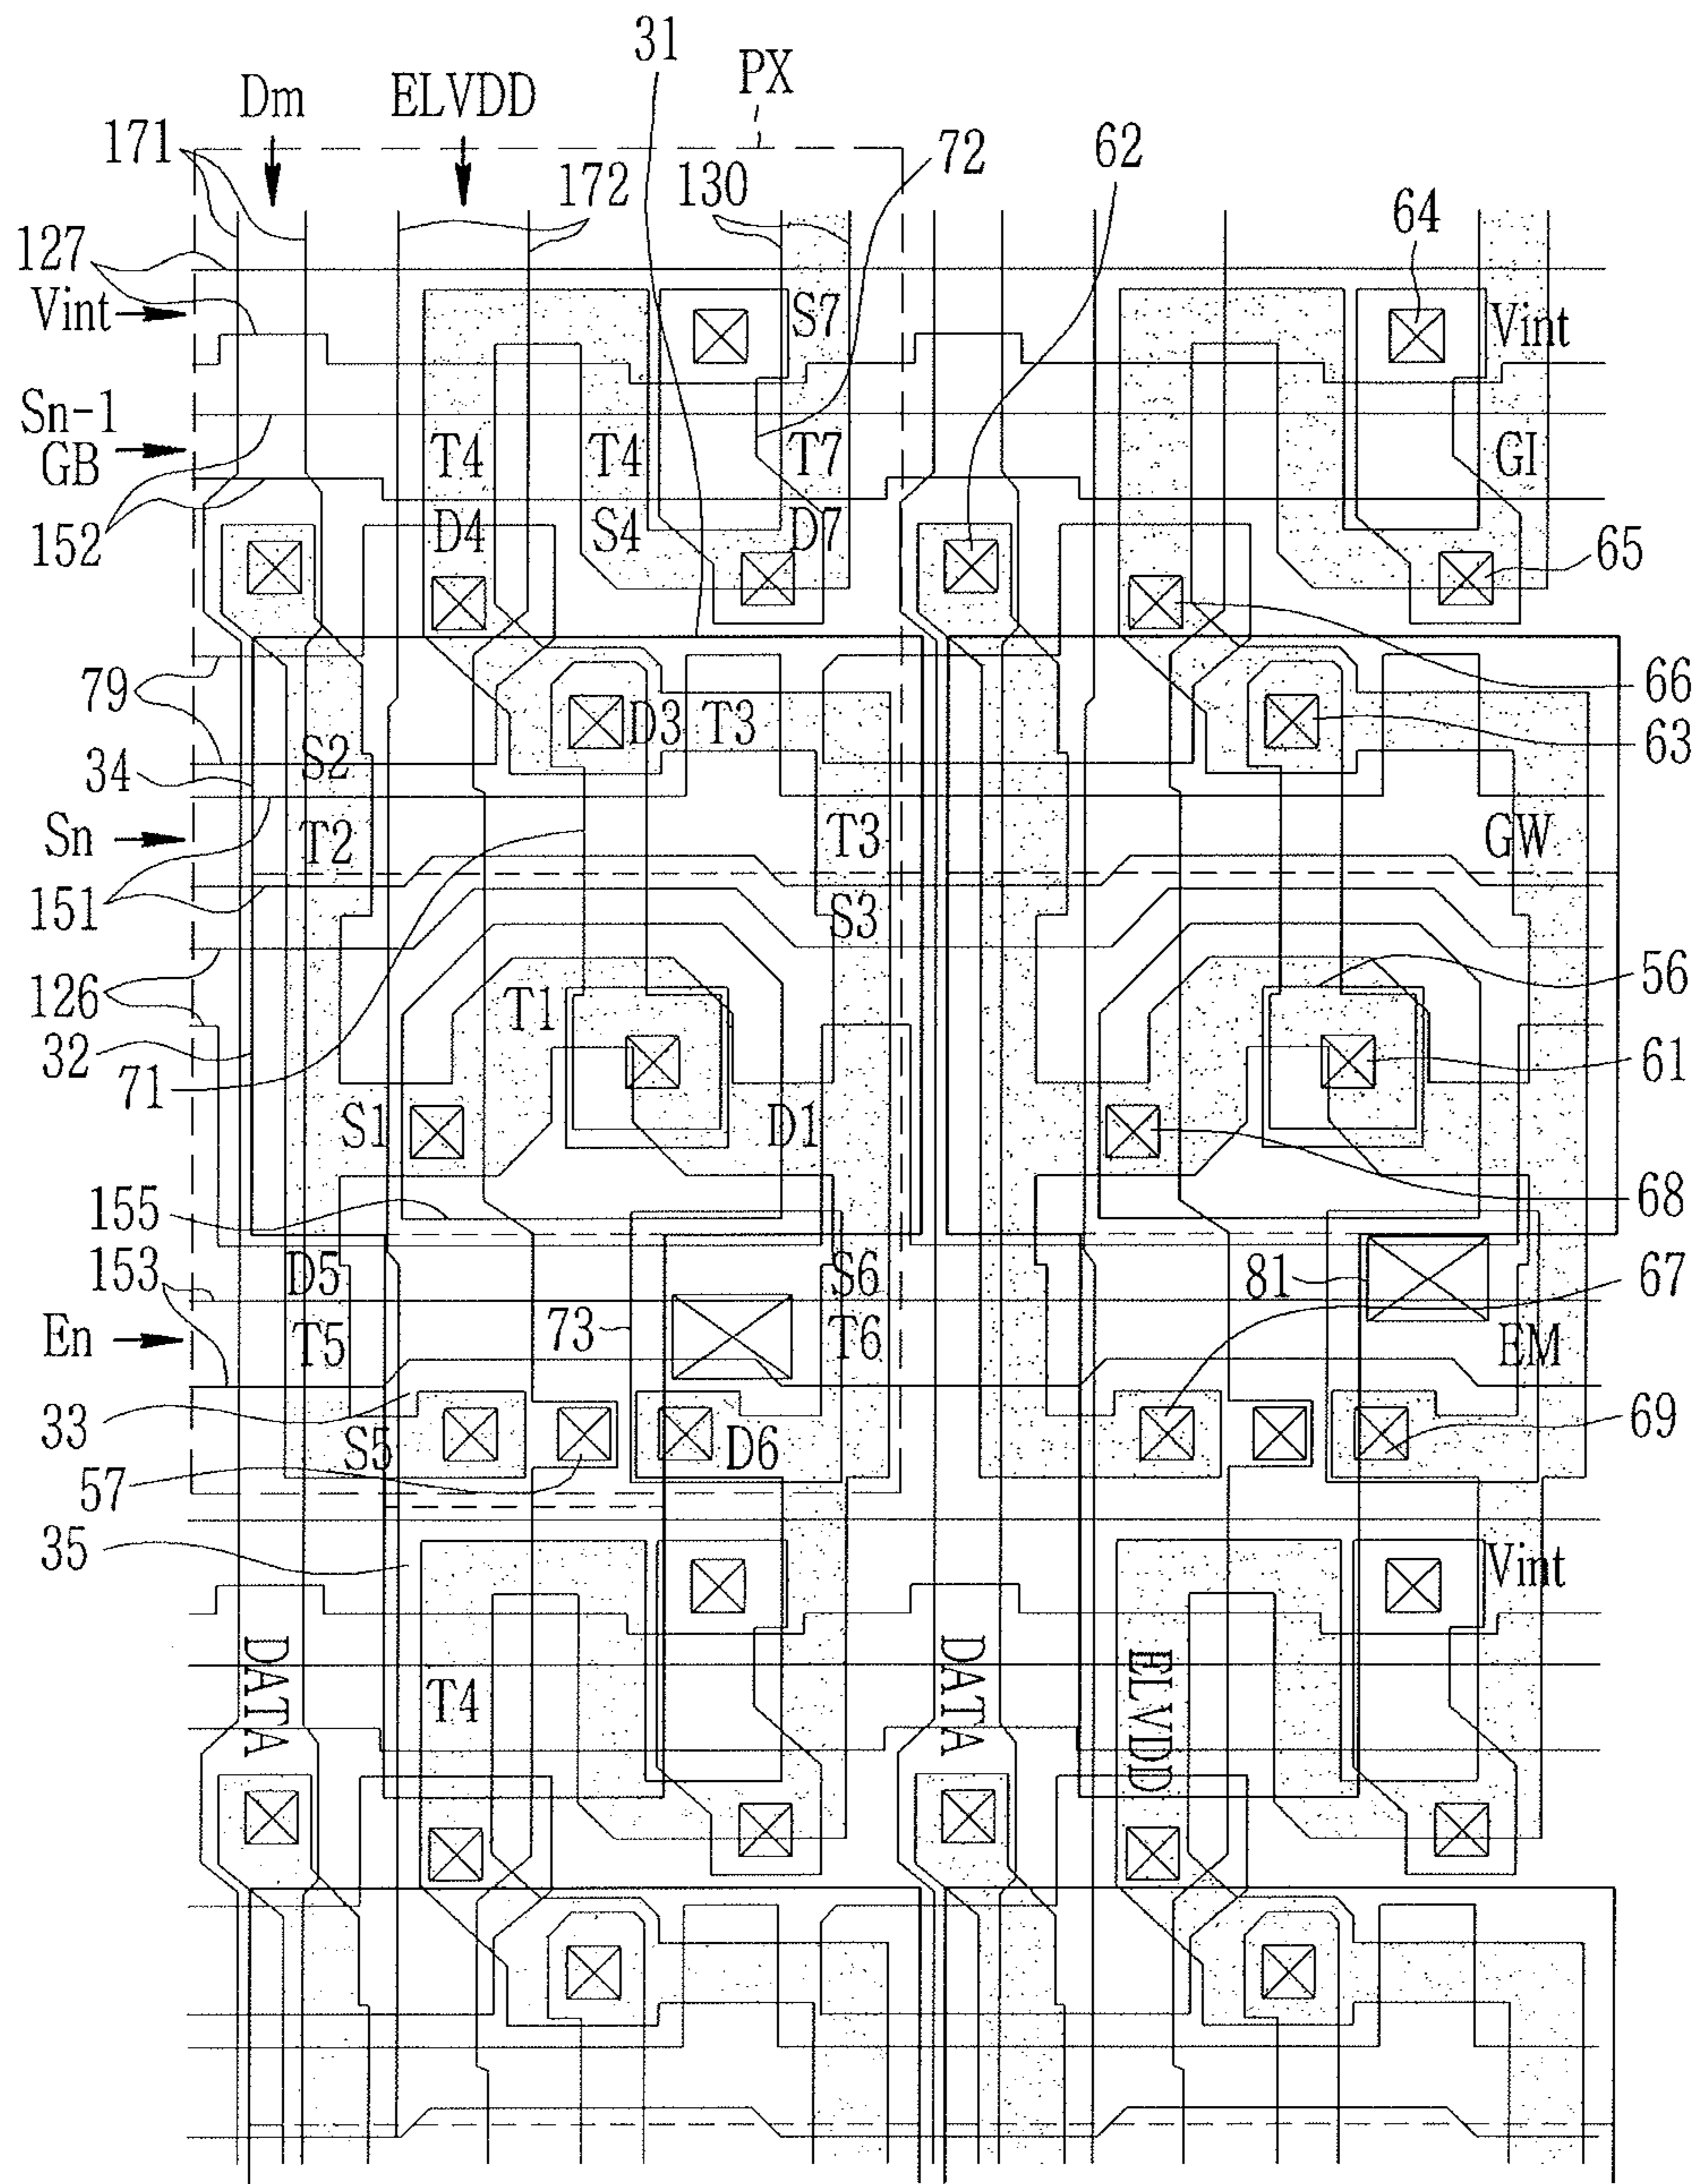 31
PX
Dm
ELVDD
171
172
130
72
62
64
127
Vint
S7
Vint
Sn-1
GB
T4
T4
T7
GI
152
D4
S4
D7
65
79
66
D3
T3
63
34
S2
Sn
T2
T3
GW
151
S3
126
56
T1
32
61
71
S1
D1
155
68
D5
S6
67
153
81
En
T5
73
T6
EM
33
S5
D6
69
57
35
Vint
DATA
T4
DATA
ELVDD